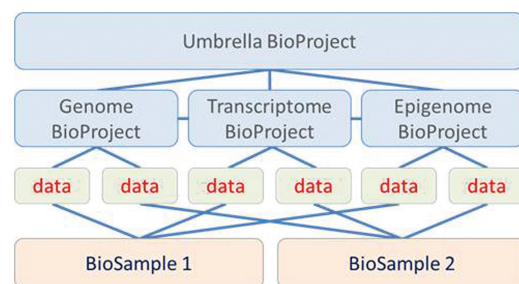 Umbrella BioProject
Genome
BioProject
Transcriptome
BioProject
Epigenome
BioProject
data
data
data
data
data
data
BioSample 1
BioSample 2